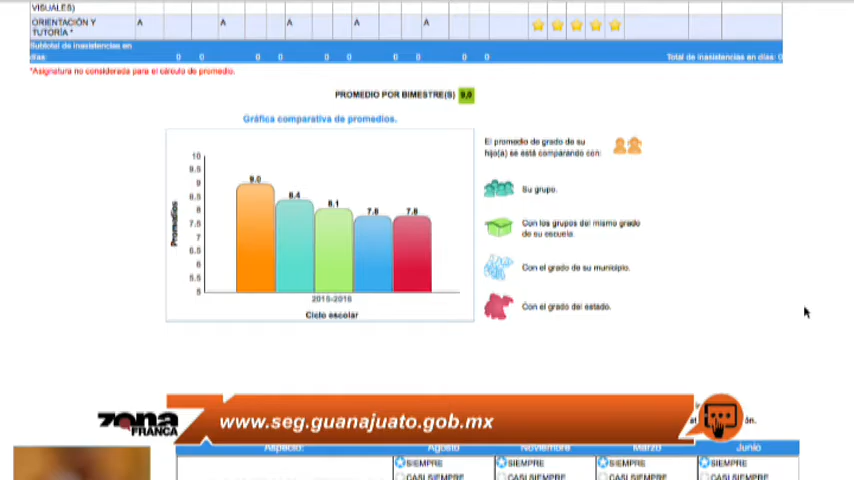 VISUALES)
ORIENTACIÓN Y
TUTORÍA *
A A A A A
Subtotal de inasistencias en
días:
0 0 0 0 0 0 0 0 0 0
Total de inasistencias en días: 0
*Asignatura no considerada para el cálculo de promedio.
PROMEDIO POR BIMESTRE(S) 9.0
Gráfica comparativa de promedios.
Promedios
10
9.5
9
8.5
8
7.5
7
6.5
6
5.5
5
9.0
8.4
8.1
7.8
7.8
2015-2016
Ciclo escolar
El promedio de grado de su
hijo(a) se está comparando con:
Su grupo.
Con los grupos del mismo grado
de su escuela.
Con el grado de su municipio.
Con el grado del estado.
zona
FRANCA
www.seg.guanajuato.gob.mx
Aspecto: Agosto Noviembre Marzo Junio
SIEMPRE SIEMPRE SIEMPRE SIEMPRE
CASI SIEMPRE CASI SIEMPRE CASI SIEMPRE CASI SIEMPRE